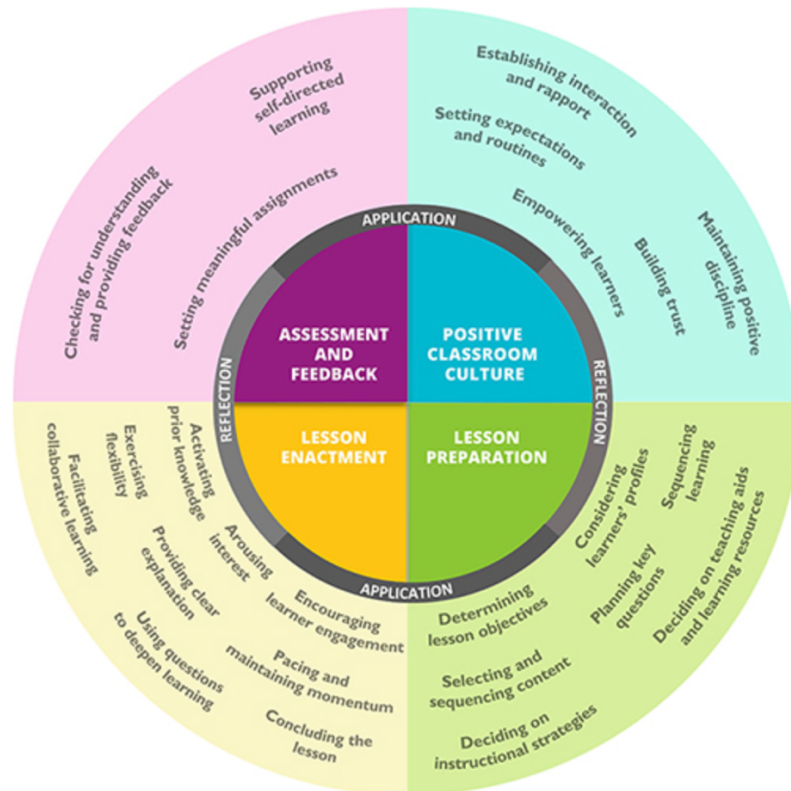 Supporting
self-directed
learning
Checking for understanding
and providing feedback
Setting meaningful assignments
Establishing interaction
and rapport
Setting expectations
and routines
Empowering learners
Building trust
Maintaining positive
discipline
APPLICATION
REFLECTION
ASSESSMENT
AND
FEEDBACK
POSITIVE
CLASSROOM
CULTURE
REFLECTION
LESSON
ENACTMENT
LESSON
PREPARATION
APPLICATION
Activating
prior knowledge
Exercising
flexibility
Facilitating
collaborative learning
Arousing
interest
Providing clear
explanation
Using questions
to deepen learning
Encouraging
learner engagement
Pacing and
maintaining momentum
Concluding the
lesson
Considering
learners' profiles
Sequencing
learning
Planning key
questions
Deciding on teaching aids
and learning resources
Determining
lesson objectives
Selecting and
sequencing content
Deciding on
instructional strategies